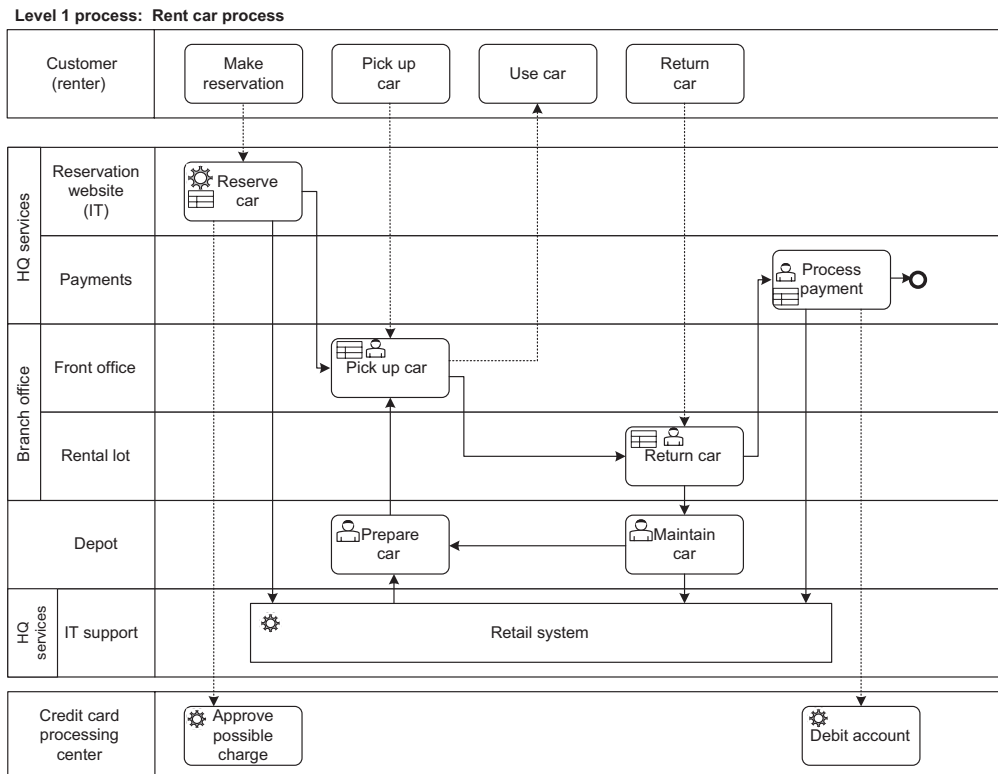 Level 1 process: Rent car process
Customer
(renter)
Make
reservation
Pick up
car
Use car
Return
car
HQ services
Reservation
website
(IT)
Reserve
car
Payments
Process
payment
Branch office
Front office
Pick up car
Rental lot
Return car
Depot
Prepare
car
Maintain
car
HQ
services
IT support
Retail system
Credit card
processing
center
Approve
possible
charge
Debit account